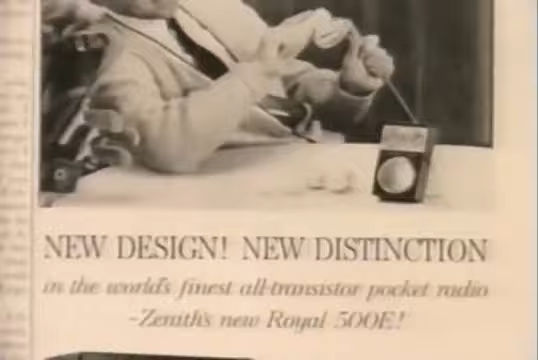 NEW DESIGN! NEW DISTINCTION
in the world's finest all-transistor pocket radio
-Zenith's new Royal 500E!